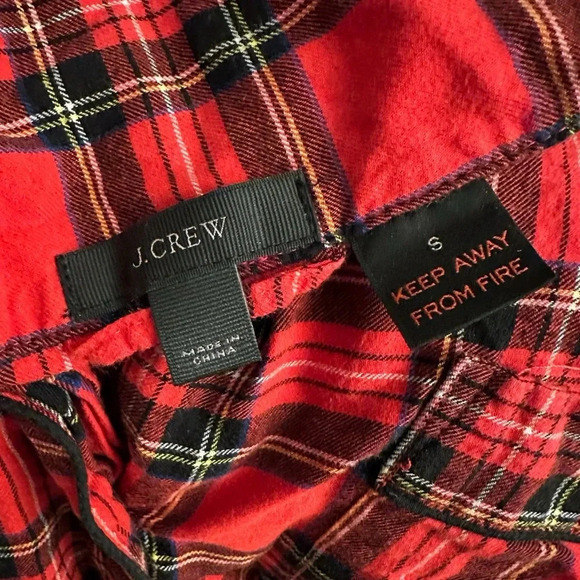 J.CREW
MADE IN
CHINA
S
KEEP AWAY
FROM FIRE